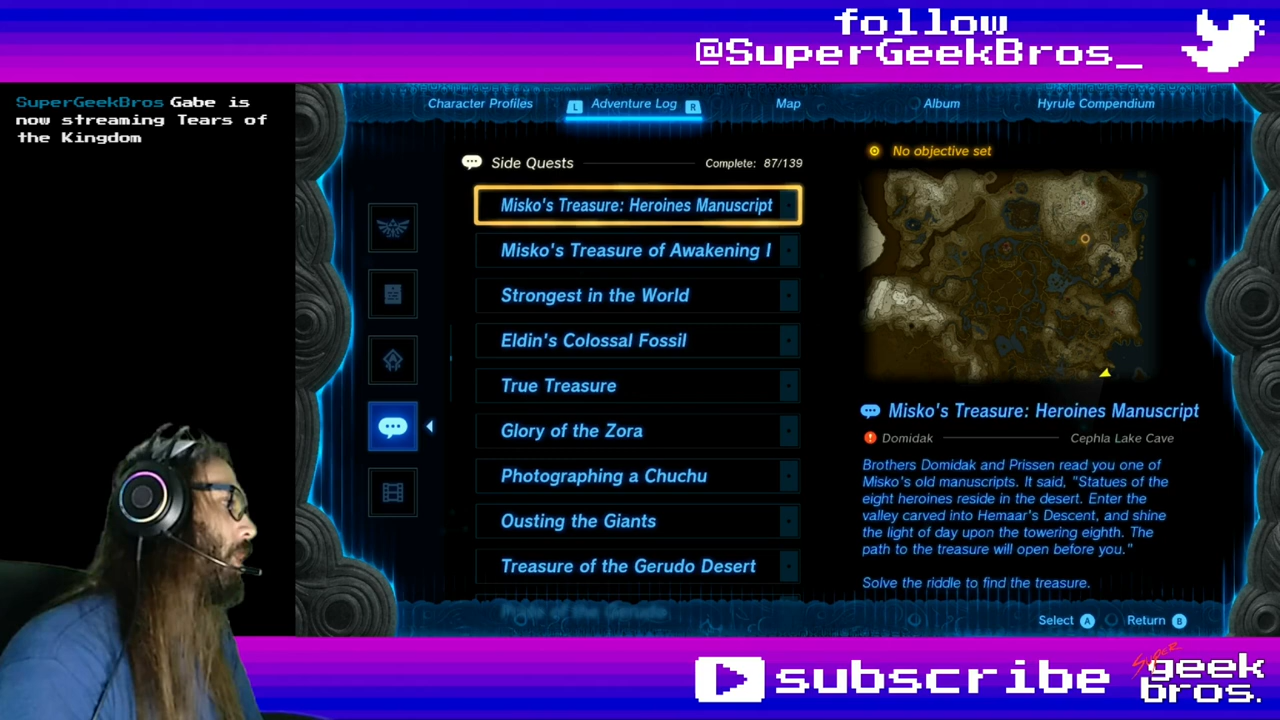 follow
@SuperGeekBros_
SuperGeekBros Gabe is
now streaming Tears of
the Kingdom
Character Profiles
L Adventure Log R
Map
Album
Hyrule Compendium
Side Quests Complete: 87/139
Misko's Treasure: Heroines Manuscript
Misko's Treasure of Awakening I
Strongest in the World
Eldin's Colossal Fossil
True Treasure
Glory of the Zora
Photographing a Chuchu
Ousting the Giants
Treasure of the Gerudo Desert
No objective set
Misko's Treasure: Heroines Manuscript
Domidak Cephla Lake Cave
Brothers Domidak and Prissen read you one of
Misko's old manuscripts. It said, "Statues of the
eight heroines reside in the desert. Enter the
valley carved into Hemaar's Descent, and shine
the light of day upon the towering eighth. The
path to the treasure will open before you."
Solve the riddle to find the treasure.
Select A Return B
subscribe
Super
geek
bros.